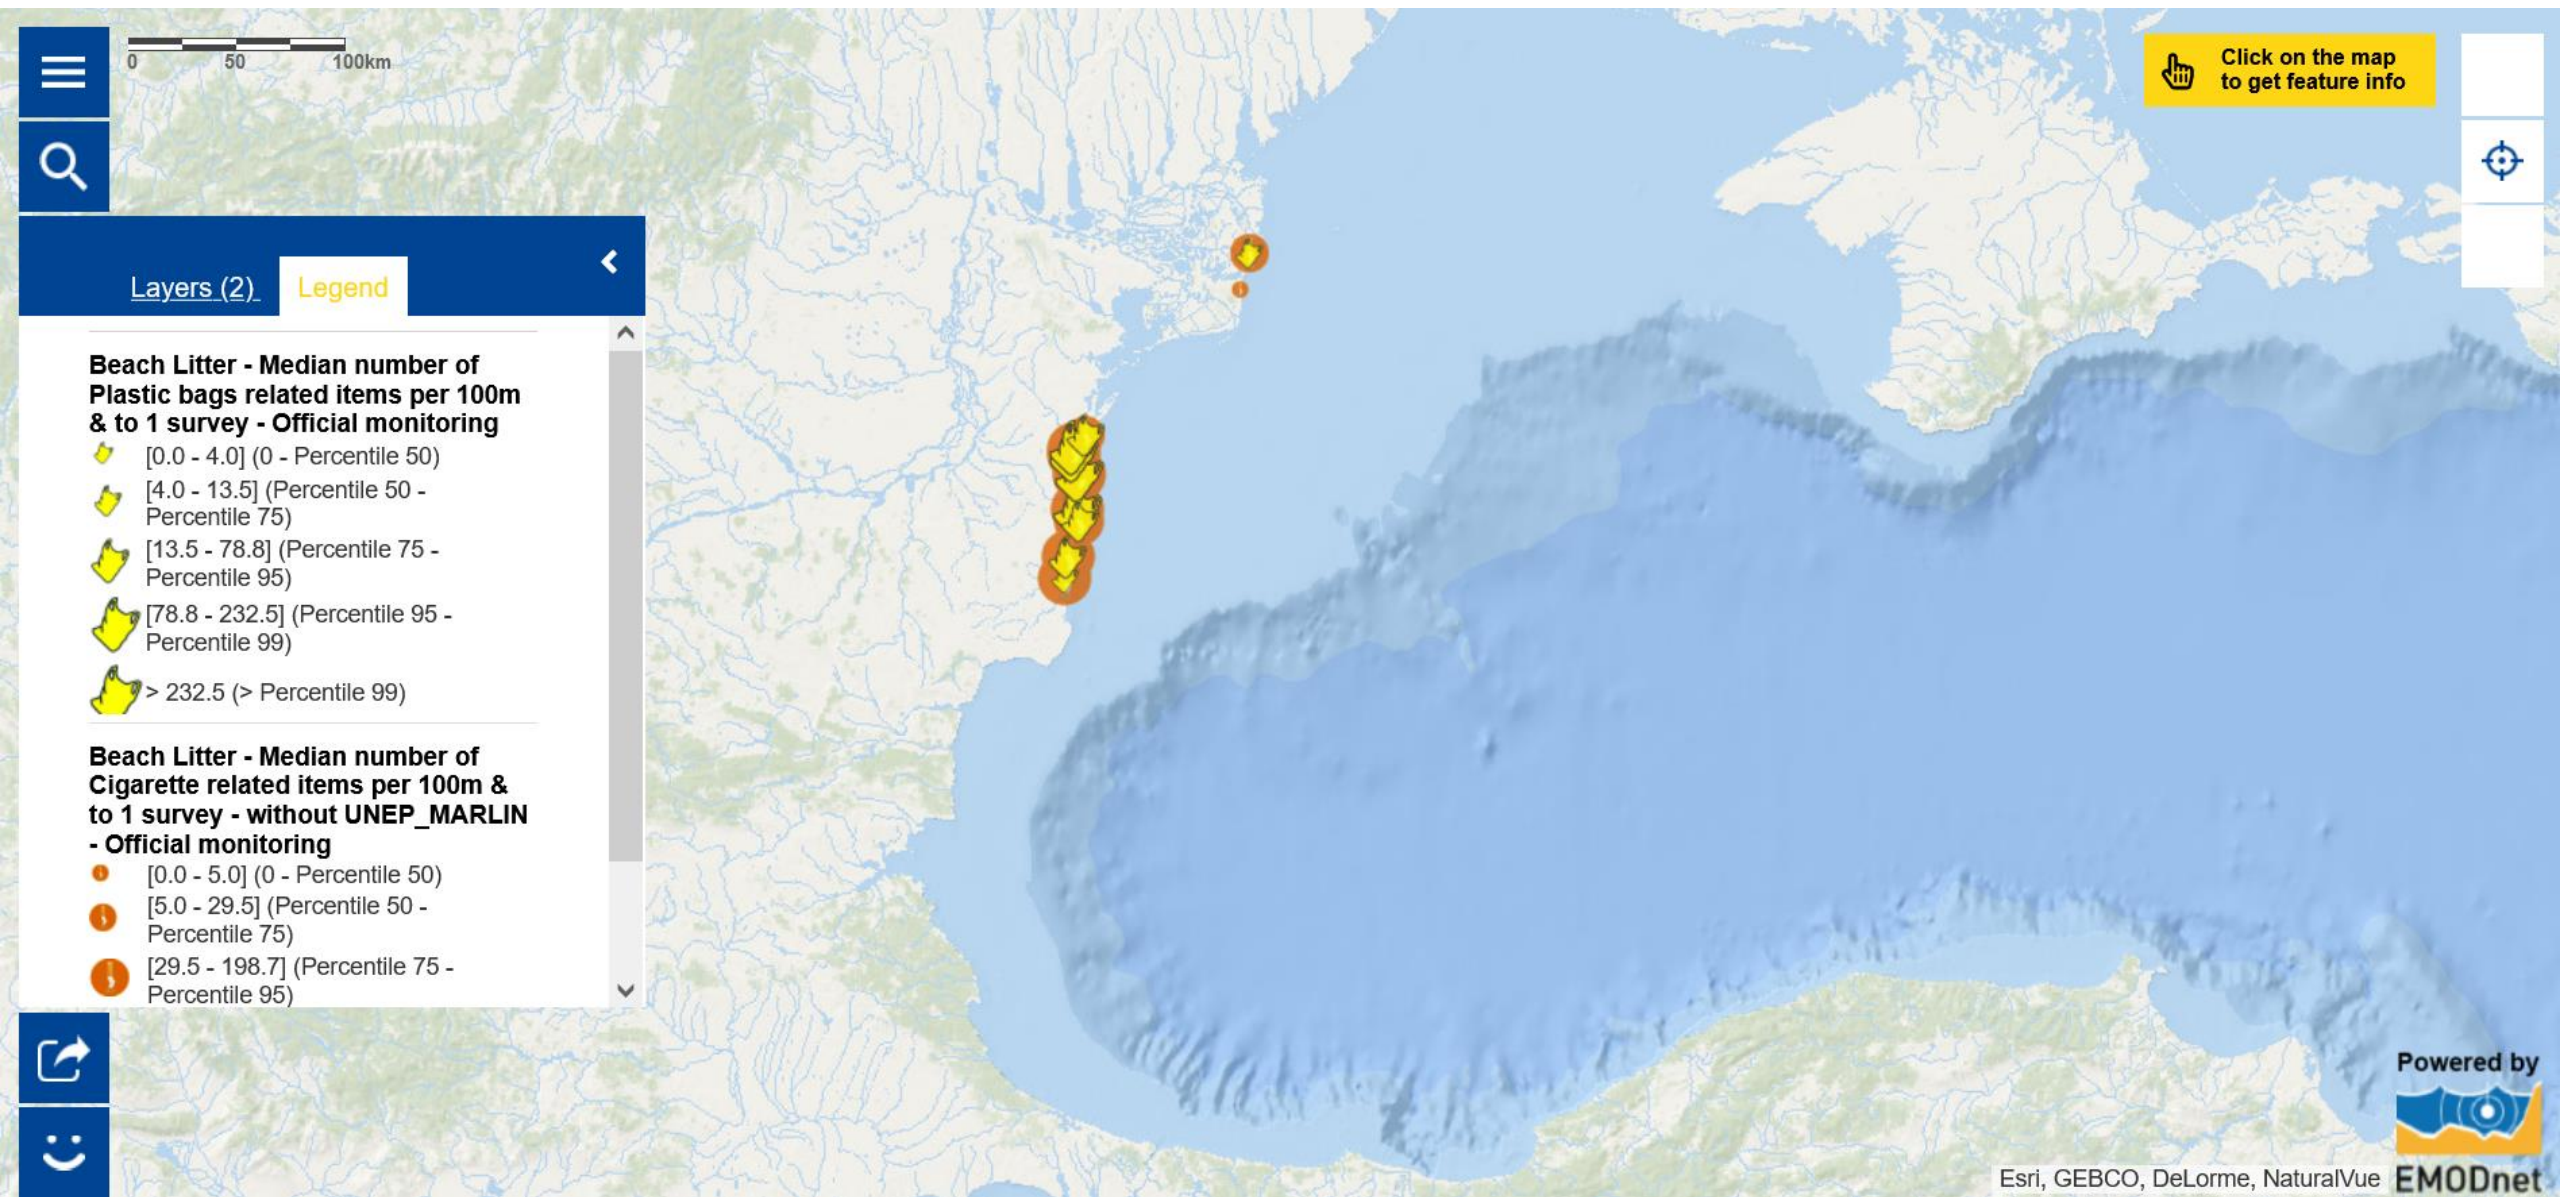 0 50 100km
Click on the map
to get feature info
Layers (2)
Legend
Beach Litter - Median number of
Plastic bags related items per 100m
& to 1 survey - Official monitoring
[0.0 - 4.0] (0 - Percentile 50)
[4.0 - 13.5] (Percentile 50 -
Percentile 75)
[13.5 - 78.8] (Percentile 75 -
Percentile 95)
[78.8 - 232.5] (Percentile 95 -
Percentile 99)
> 232.5 (> Percentile 99)
Beach Litter - Median number of
Cigarette related items per 100m &
to 1 survey - without UNEP_MARLIN
- Official monitoring
[0.0 - 5.0] (0 - Percentile 50)
[5.0 - 29.5] (Percentile 50 -
Percentile 75)
[29.5 - 198.7] (Percentile 75 -
Percentile 95)
Powered by
Esri, GEBCO, DeLorme, NaturalVue
EMODnet